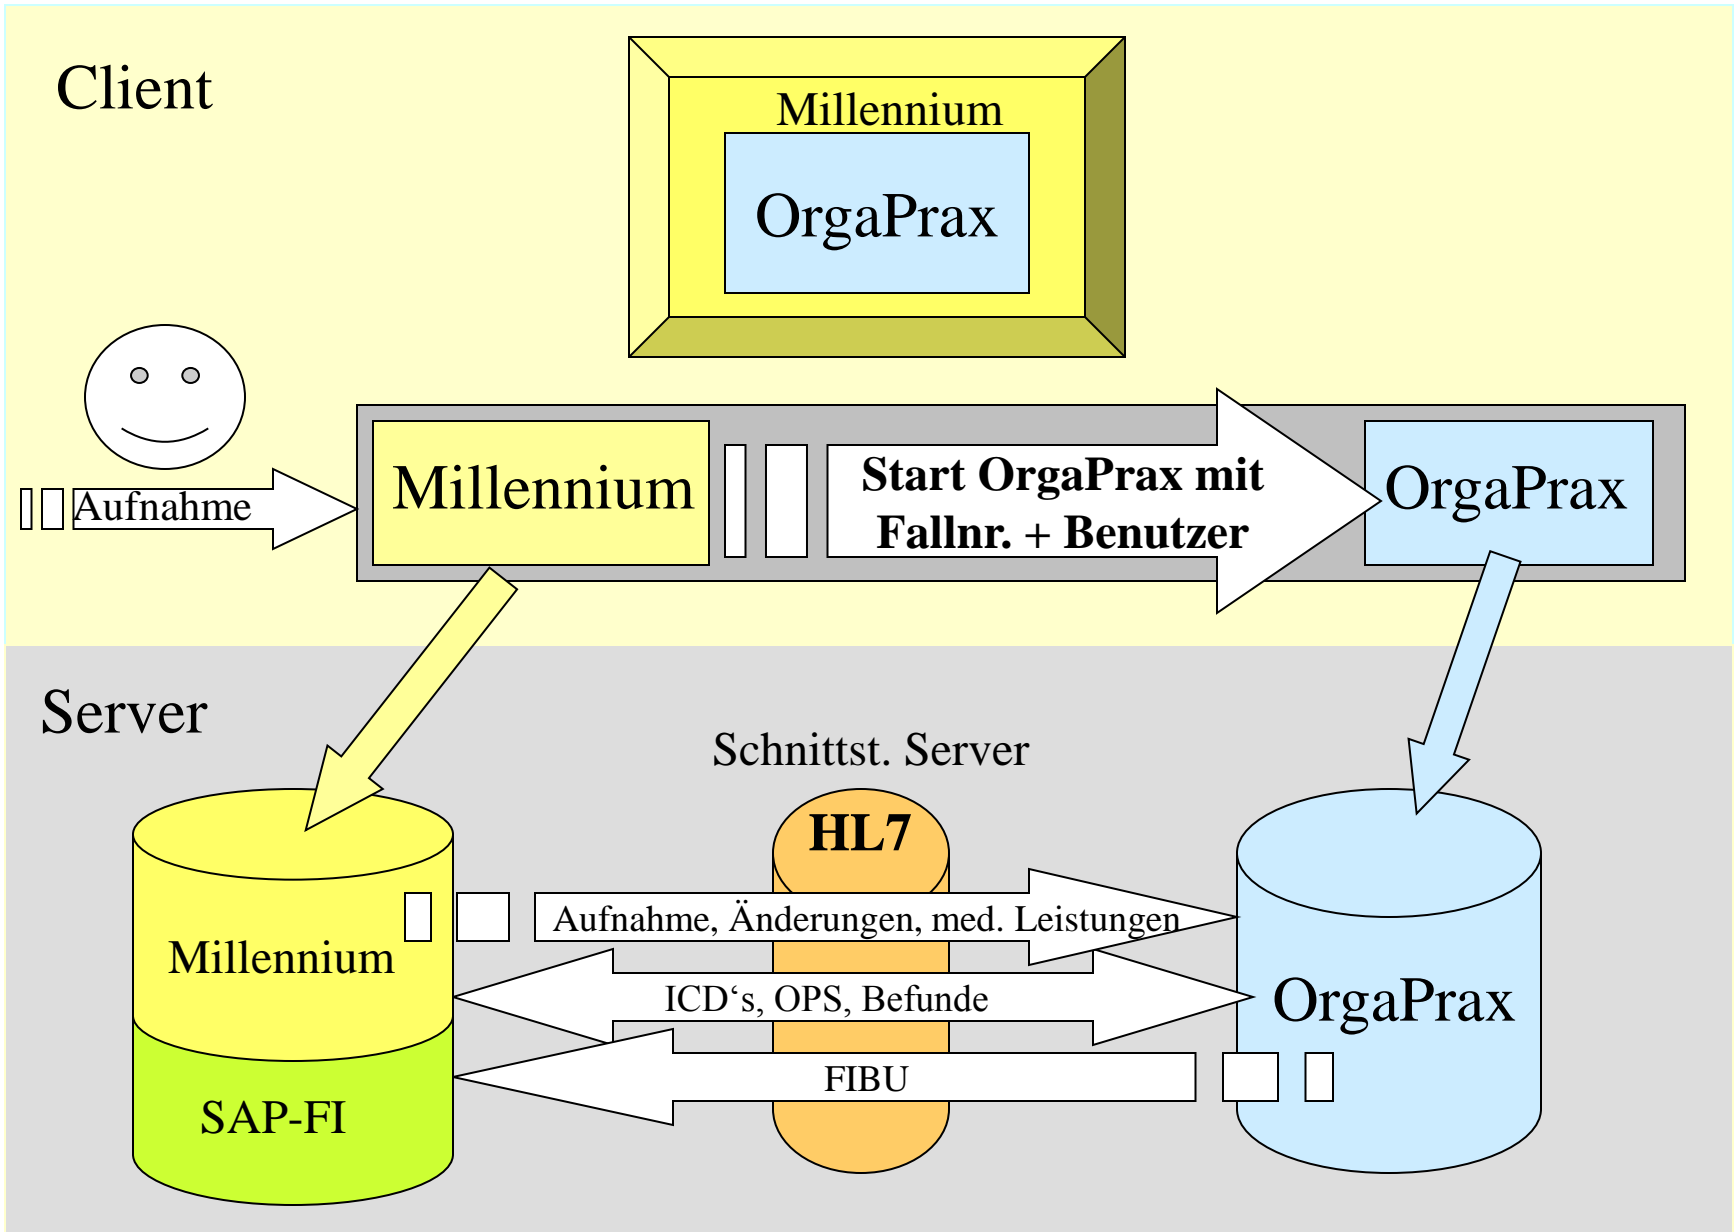 Client
Millennium
OrgaPrax
Aufnahme
Millennium
Start OrgaPrax mit
Fallnr. + Benutzer
OrgaPrax
Server
Schnittst. Server
HL7
Aufnahme, Änderungen, med. Leistungen
Millennium
ICD‘s, OPS, Befunde
OrgaPrax
FIBU
SAP-FI